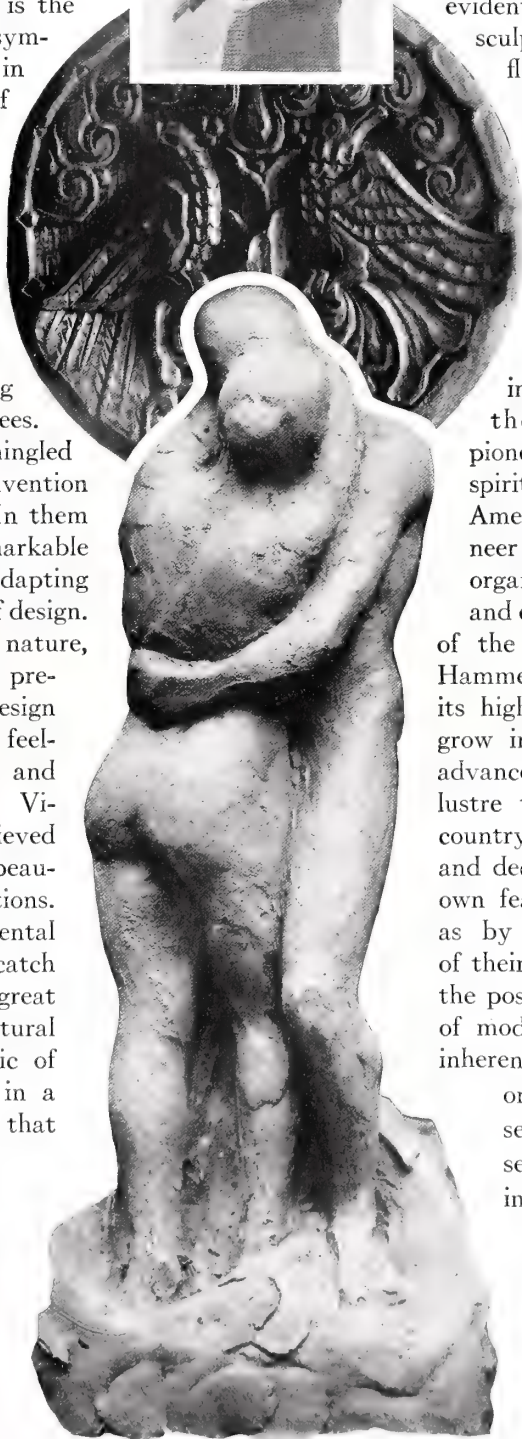 is the
sym-
in
f
g
ees.
ningled
vention
n them
markable
dapting
f design.
nature,
pre-
esign
feel-
and
Vi-
ieved
beau-
tions.
ental
catch
great
tural
ic of
in a
that
evident
sculp
fl
in
the
pione
spirit
Ame
neer
orga
and e
of the
Hamme
its high
grow in
advance
lustre
country
and dec
own fea
as by
of their
the pos
of mod
inheren
or
se
se
in